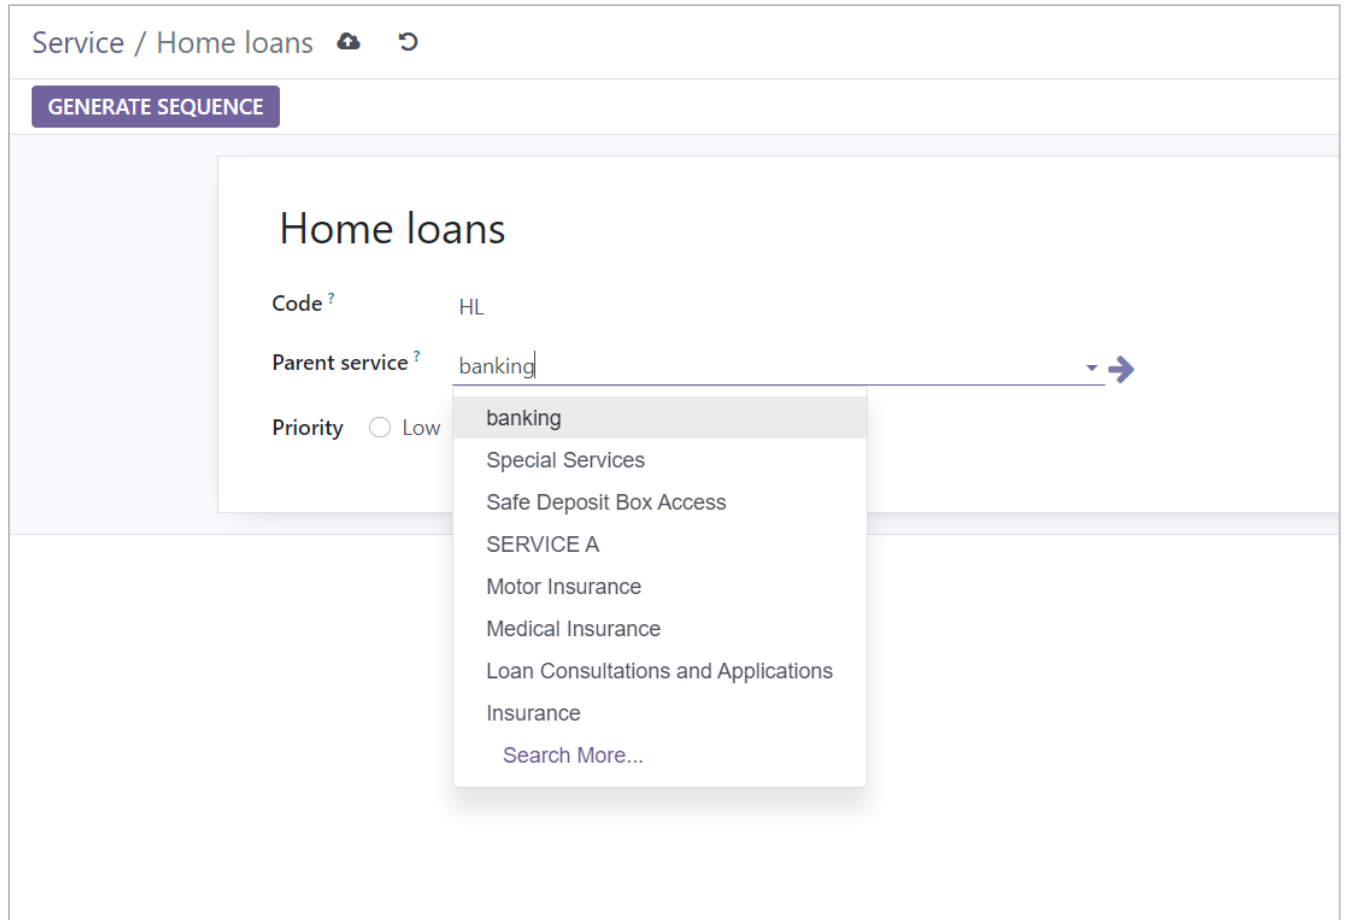 Service / Home loans
GENERATE SEQUENCE
Home loans
Code ?
HL
Parent service ?
banking
Priority
Low
banking
Special Services
Safe Deposit Box Access
SERVICE A
Motor Insurance
Medical Insurance
Loan Consultations and Applications
Insurance
Search More...